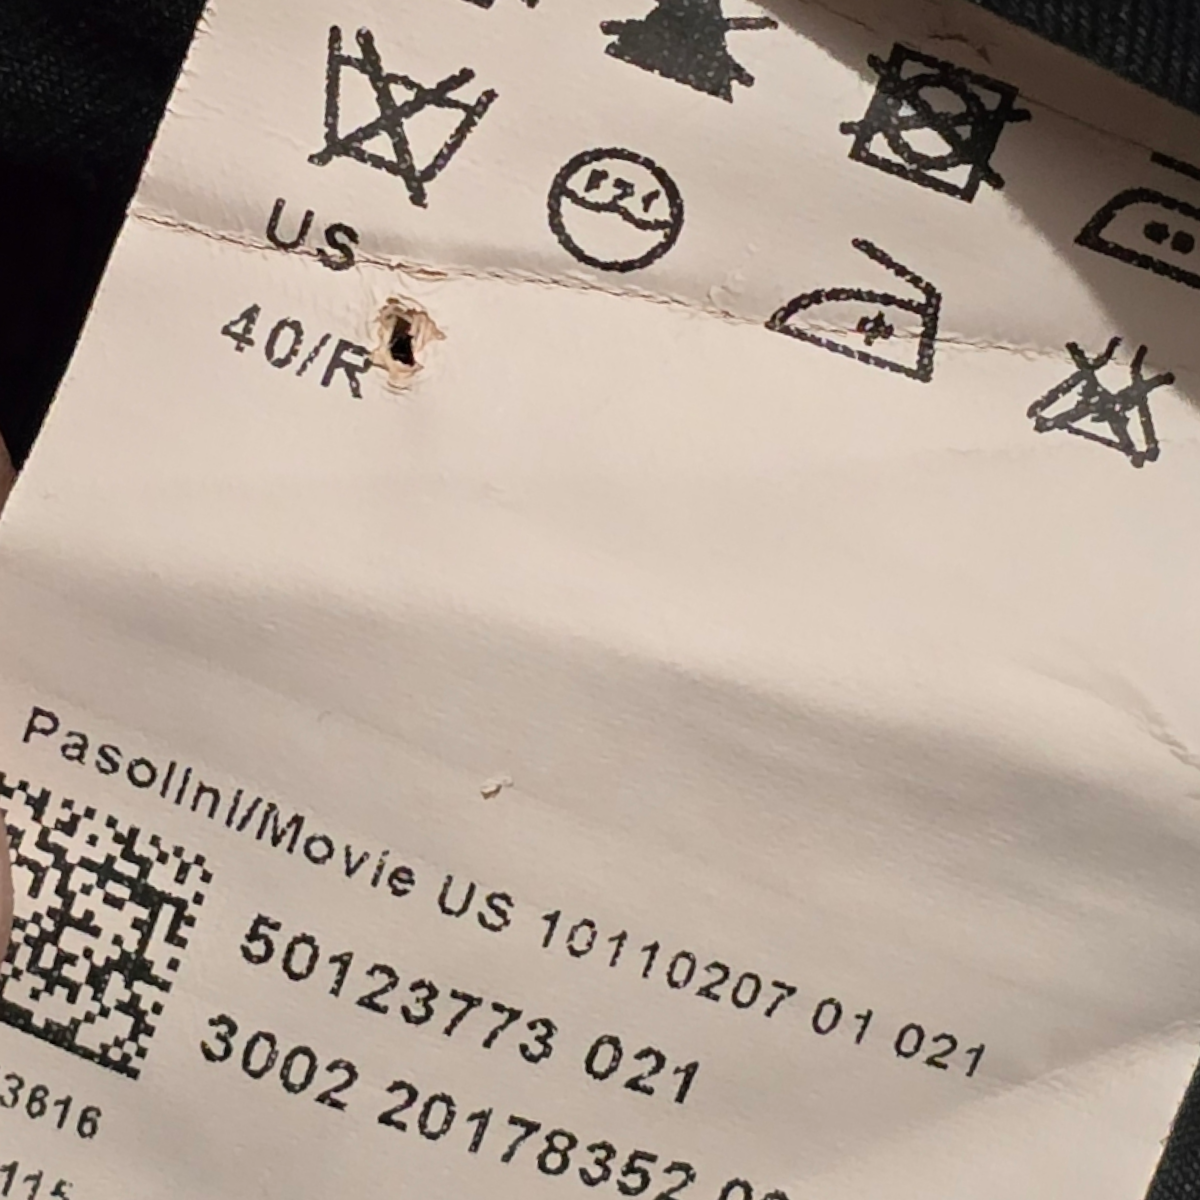 US
40/R
Pasolini/Movie US 10110207 01 021
50123773 021
3002 20178352
3616